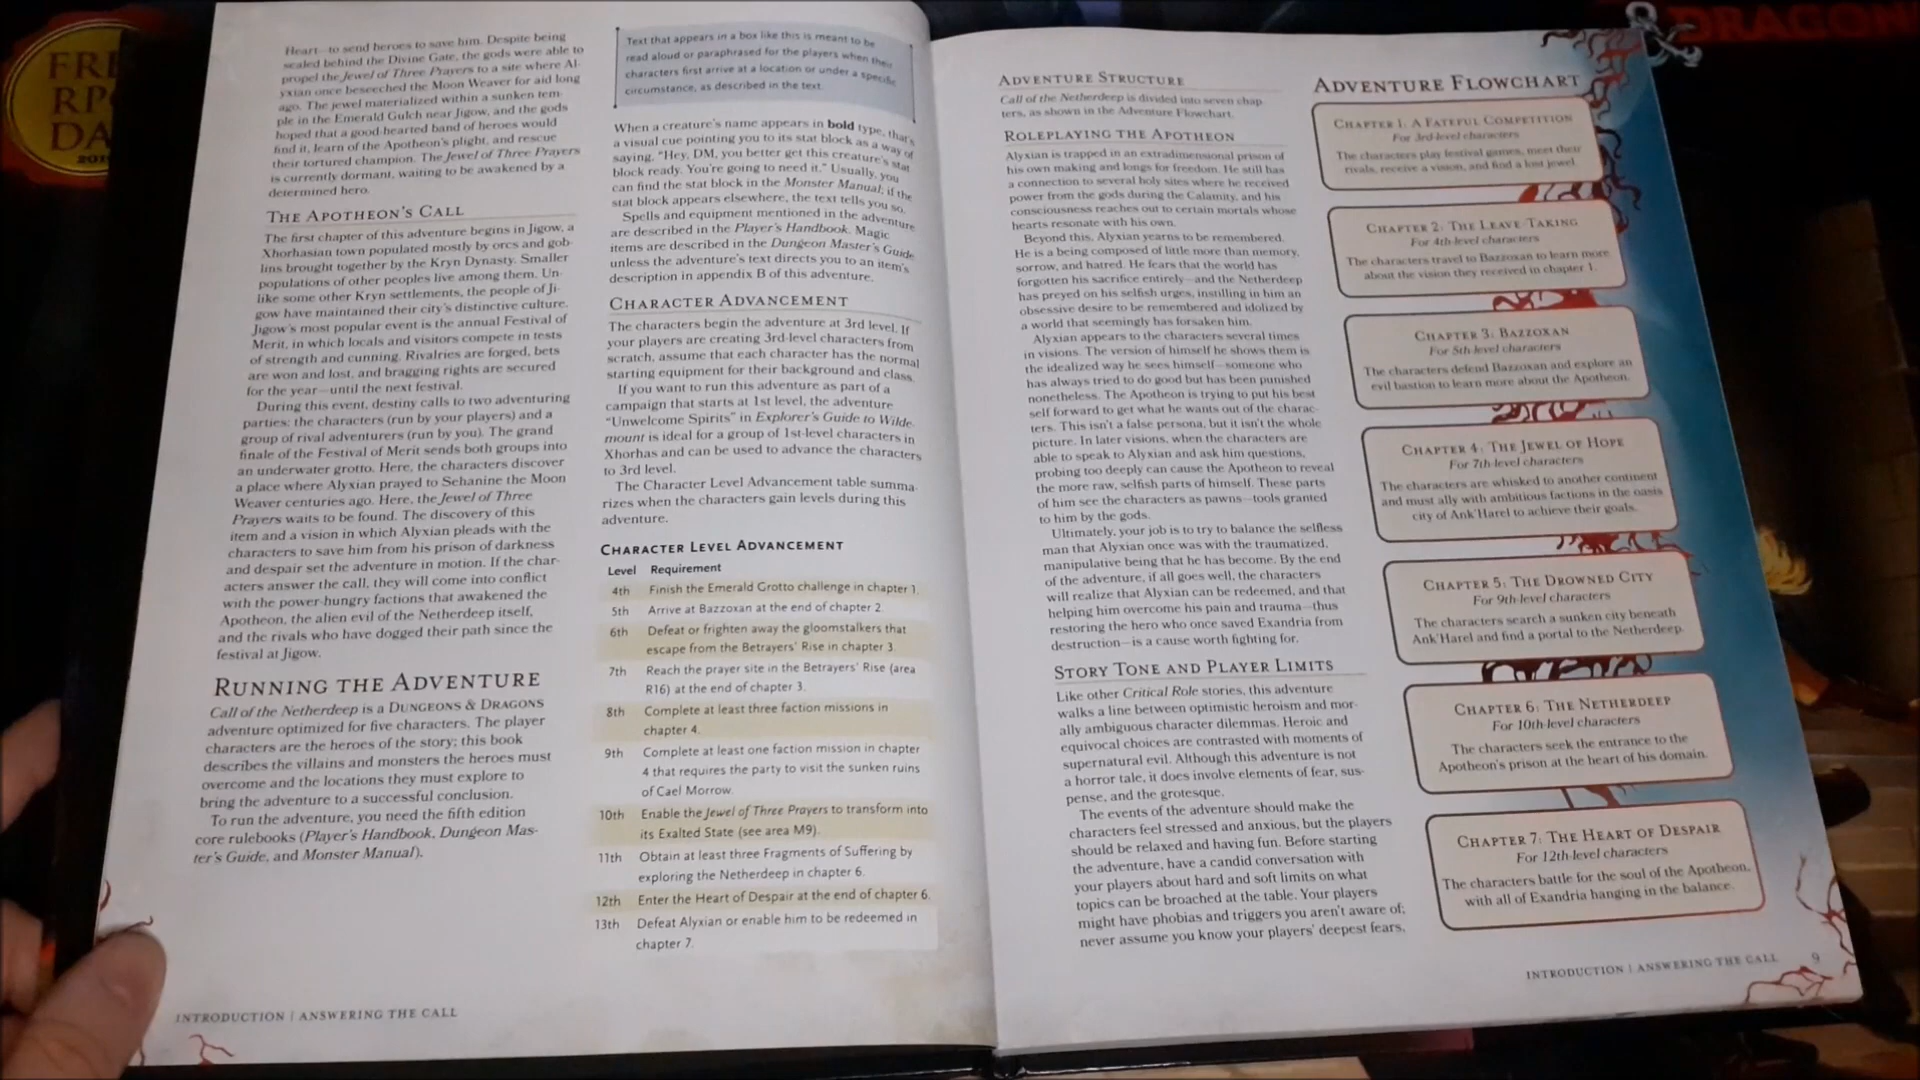 FRE
RPG
DA
201
& DRAGON
Heart—to send heroes to save him. Despite being
sealed behind the Divine Gate, the gods were able to
propel the Jewel of Three Prayers to a site where Al-
yxian once beseeched the Moon Weaver for aid long
ago. The jewel materialized within a sunken tem-
ple in the Emerald Gulch near Jigow, and the gods
hoped that a good-hearted band of heroes would
find it, learn of the Apotheon's plight, and rescue
their tortured champion. The Jewel of Three Prayers
is currently dormant, waiting to be awakened by a
determined hero.
The Apotheon's Call
The first chapter of this adventure begins in Jigow, a
Xhorhasian town populated mostly by orcs and gob-
lins brought together by the Kryn Dynasty. Smaller
populations of other peoples live among them. Un-
like some other Kryn settlements, the people of Ji-
gow have maintained their city's distinctive culture.
Jigow's most popular event is the annual Festival of
Merit, in which locals and visitors compete in tests
of strength and cunning. Rivalries are forged, bets
are won and lost, and bragging rights are secured
for the year—until the next festival.
During this event, destiny calls to two adventuring
parties: the characters (run by your players) and a
group of rival adventurers (run by you). The grand
finale of the Festival of Merit sends both groups into
an underwater grotto. Here, the characters discover
a place where Alyxian prayed to Sehanine the Moon
Weaver centuries ago. Here, the Jewel of Three
Prayers waits to be found. The discovery of this
item and a vision in which Alyxian pleads with the
characters to save him from his prison of darkness
and despair set the adventure in motion. If the char-
acters answer the call, they will come into conflict
with the power-hungry factions that awakened the
Apotheon, the alien evil of the Netherdeep itself,
and the rivals who have dogged their path since the
festival at Jigow.
Running the Adventure
Call of the Netherdeep is a Dungeons & Dragons
adventure optimized for five characters. The player
characters are the heroes of the story; this book
describes the villains and monsters the heroes must
overcome and the locations they must explore to
bring the adventure to a successful conclusion.
To run the adventure, you need the fifth edition
core rulebooks (Player's Handbook, Dungeon Mas-
ter's Guide, and Monster Manual).
INTRODUCTION | ANSWERING THE CALL
Text that appears in a box like this is meant to be
read aloud or paraphrased for the players when their
characters first arrive at a location or under a specific
circumstance, as described in the text.
When a creature's name appears in bold type, that's
a visual cue pointing you to its stat block as a way of
saying, "Hey, DM, you better get this creature's stat
block ready. You're going to need it." Usually, you
can find the stat block in the Monster Manual; if the
stat block appears elsewhere, the text tells you so.
Spells and equipment mentioned in the adventure
are described in the Player's Handbook. Magic
items are described in the Dungeon Master's Guide
unless the adventure's text directs you to an item's
description in appendix B of this adventure.
Character Advancement
The characters begin the adventure at 3rd level. If
your players are creating 3rd-level characters from
scratch, assume that each character has the normal
starting equipment for their background and class.
If you want to run this adventure as part of a
campaign that starts at 1st level, the adventure
"Unwelcome Spirits" in Explorer's Guide to Wilde-
mount is ideal for a group of 1st-level characters in
Xhorhas and can be used to advance the characters
to 3rd level.
The Character Level Advancement table summa-
rizes when the characters gain levels during this
adventure.
Character Level Advancement
Level Requirement
4th Finish the Emerald Grotto challenge in chapter 1.
5th Arrive at Bazzoxan at the end of chapter 2.
6th Defeat or frighten away the gloomstalkers that
escape from the Betrayers' Rise in chapter 3.
7th Reach the prayer site in the Betrayers' Rise (area
R16) at the end of chapter 3.
8th Complete at least three faction missions in
chapter 4.
9th Complete at least one faction mission in chapter
4 that requires the party to visit the sunken ruins
of Cael Morrow.
10th Enable the Jewel of Three Prayers to transform into
its Exalted State (see area M9).
11th Obtain at least three Fragments of Suffering by
exploring the Netherdeep in chapter 6.
12th Enter the Heart of Despair at the end of chapter 6.
13th Defeat Alyxian or enable him to be redeemed in
chapter 7.
Adventure Structure
Call of the Netherdeep is divided into seven chap-
ters, as shown in the Adventure Flowchart.
Roleplaying the Apotheon
Alyxian is trapped in an extradimensional prison of
his own making and longs for freedom. He still has
a connection to several holy sites where he received
power from the gods during the Calamity, and his
consciousness reaches out to certain mortals whose
hearts resonate with his own.
Beyond this, Alyxian yearns to be remembered.
He is a being composed of little more than memory,
sorrow, and hatred. He fears that the world has
forgotten his sacrifice entirely—and the Netherdeep
has preyed on his selfish urges, instilling in him an
obsessive desire to be remembered and idolized by
a world that seemingly has forsaken him.
Alyxian appears to the characters several times
in visions. The version of himself he shows them is
the idealized way he sees himself—someone who
has always tried to do good but has been punished
nonetheless. The Apotheon is trying to put his best
self forward to get what he wants out of the charac-
ters. This isn't a false persona, but it isn't the whole
picture. In later visions, when the characters are
able to speak to Alyxian and ask him questions,
probing too deeply can cause the Apotheon to reveal
the more raw, selfish parts of himself. These parts
of him see the characters as pawns—tools granted
to him by the gods.
Ultimately, your job is to try to balance the selfless
man that Alyxian once was with the traumatized,
manipulative being that he has become. By the end
of the adventure, if all goes well, the characters
will realize that Alyxian can be redeemed, and that
helping him overcome his pain and trauma—thus
restoring the hero who once saved Exandria from
destruction—is a cause worth fighting for.
Story Tone and Player Limits
Like other Critical Role stories, this adventure
walks a line between optimistic heroism and mor-
ally ambiguous character dilemmas. Heroic and
equivocal choices are contrasted with moments of
supernatural evil. Although this adventure is not
a horror tale, it does involve elements of fear, sus-
pense, and the grotesque.
The events of the adventure should make the
characters feel stressed and anxious, but the players
should be relaxed and having fun. Before starting
the adventure, have a candid conversation with
your players about hard and soft limits on what
topics can be broached at the table. Your players
might have phobias and triggers you aren't aware of;
never assume you know your players' deepest fears,
Adventure Flowchart
Chapter 1: A Fateful Competition
For 3rd-level characters
The characters play festival games, meet their
rivals, receive a vision, and find a lost jewel.
Chapter 2: The Leave-Taking
For 4th-level characters
The characters travel to Bazzoxan to learn more
about the vision they received in chapter 1.
Chapter 3: Bazzoxan
For 5th-level characters
The characters defend Bazzoxan and explore an
evil bastion to learn more about the Apotheon.
Chapter 4: The Jewel of Hope
For 7th-level characters
The characters are whisked to another continent
and must ally with ambitious factions in the oasis
city of Ank'Harel to achieve their goals.
Chapter 5: The Drowned City
For 9th-level characters
The characters search a sunken city beneath
Ank'Harel and find a portal to the Netherdeep.
Chapter 6: The Netherdeep
For 10th-level characters
The characters seek the entrance to the
Apotheon's prison at the heart of his domain.
Chapter 7: The Heart of Despair
For 12th-level characters
The characters battle for the soul of the Apotheon,
with all of Exandria hanging in the balance.
INTRODUCTION | ANSWERING THE CALL 9